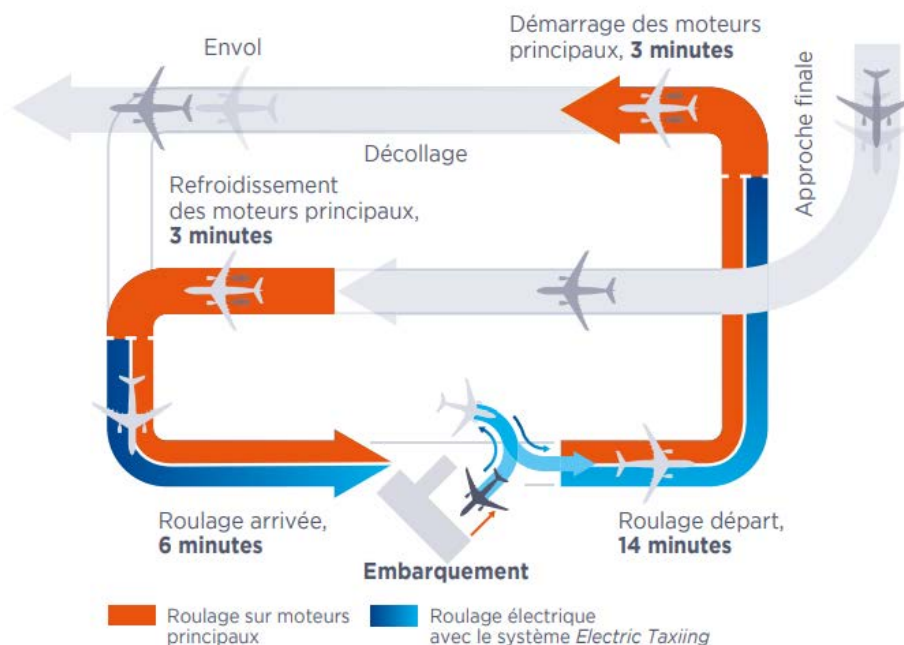 Envol
Démarrage des moteurs
principaux, 3 minutes
Approche finale
Décollage
Refroidissement
des moteurs principaux,
3 minutes
Roulage arrivée,
6 minutes
Roulage départ,
14 minutes
Embarquement
Roulage sur moteurs
principaux
Roulage électrique
avec le système Electric Taxiing